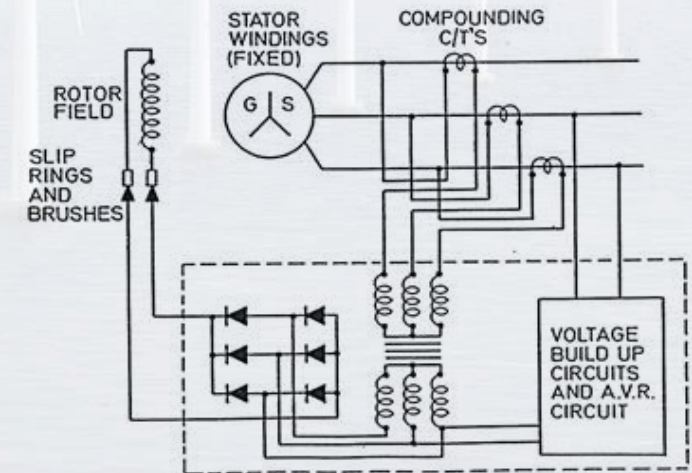 STATOR
WINDINGS
(FIXED)
COMPOUNDING
C/T'S
ROTOR
FIELD
G S
SLIP
RINGS
AND
BRUSHES
VOLTAGE
BUILD UP
CIRCUITS
AND A.V.R.
CIRCUIT